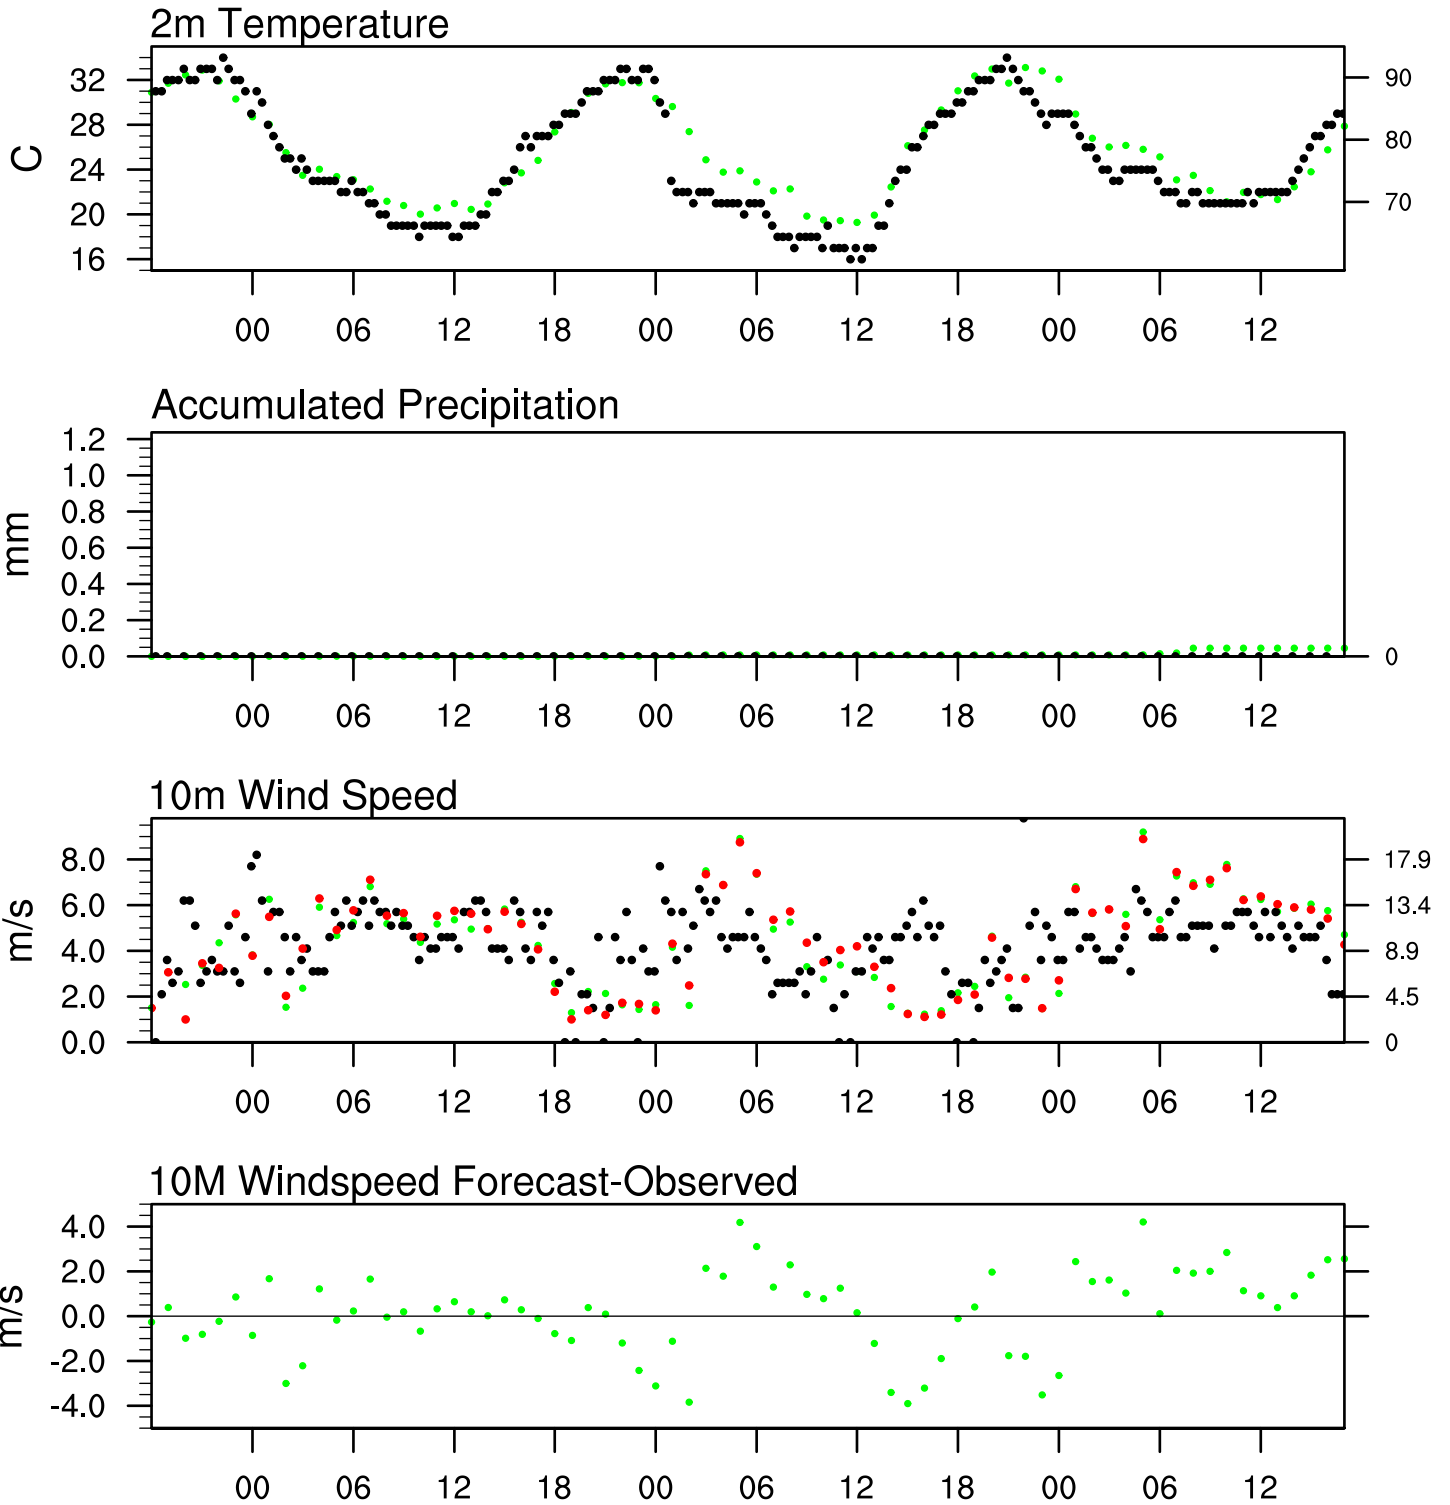 2m Temperature
C
32
28
24
20
16
90
80
70
00 06 12 18 00 06 12 18 00 06 12
Accumulated Precipitation
mm
1.2
1.0
0.8
0.6
0.4
0.2
0.0
0
00 06 12 18 00 06 12 18 00 06 12
10m Wind Speed
m/s
8.0
6.0
4.0
2.0
0.0
17.9
13.4
8.9
4.5
0
00 06 12 18 00 06 12 18 00 06 12
10M Windspeed Forecast-Observed
m/s
4.0
2.0
0.0
-2.0
-4.0
00 06 12 18 00 06 12 18 00 06 12